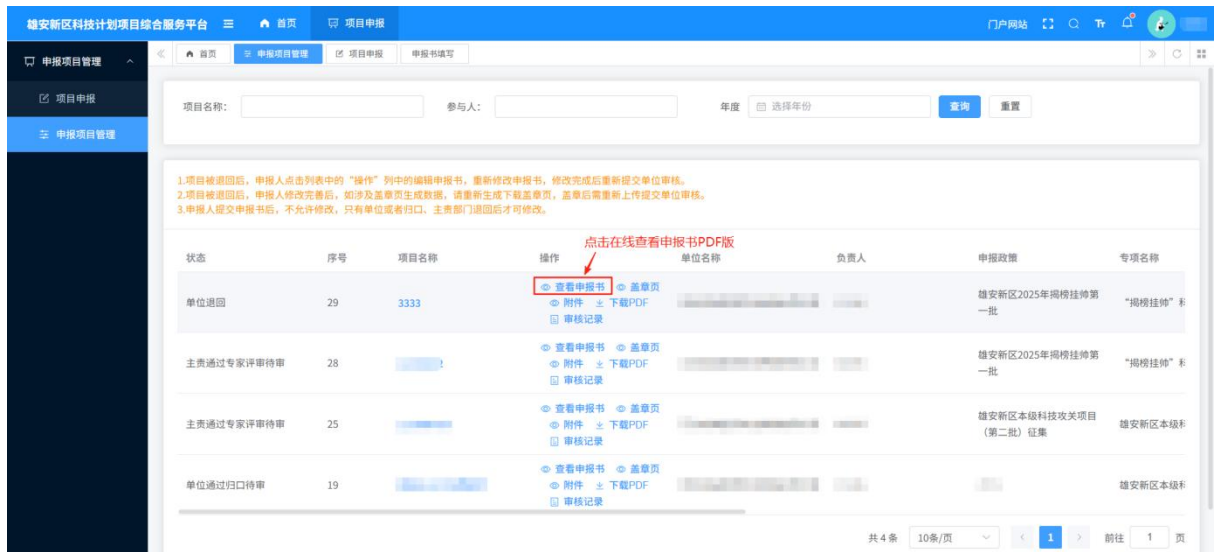 雄安新区科技计划项目综合服务平台 首页 项目申报 门户网站
申报项目管理 首页 申报项目管理 项目申报 申报书填写
项目申报
申报项目管理
项目名称： 参与人： 年度 选择年份 查询 重置
1.项目被退回后，申报人点击列表中的“操作”列中的编辑申报书，重新修改申报书，修改完成后重新提交单位审核。
2.项目被退回后，申报人修改完善后，如涉及盖章页生成数据，请重新生成下载盖章页，盖章后需重新上传提交单位审核。
3.申报人提交申报书后，不允许修改，只有单位或者归口、主责部门退回后才可修改。
点击在线查看申报书PDF版
状态 序号 项目名称 操作 单位名称 负责人 申报政策 专项名称
单位退回 29 3333 查看申报书 盖章页 附件 下载PDF 审核记录 雄安新区2025年揭榜挂帅第一批 “揭榜挂帅”科
主责通过专家评审待审 28 查看申报书 盖章页 附件 下载PDF 审核记录 雄安新区2025年揭榜挂帅第一批 “揭榜挂帅”科
主责通过专家评审待审 25 查看申报书 盖章页 附件 下载PDF 审核记录 雄安新区本级科技攻关项目（第二批）征集 雄安新区本级科
单位通过归口待审 19 查看申报书 盖章页 附件 下载PDF 审核记录 雄安新区本级科
共 4 条 10条/页 1 前往 1 页